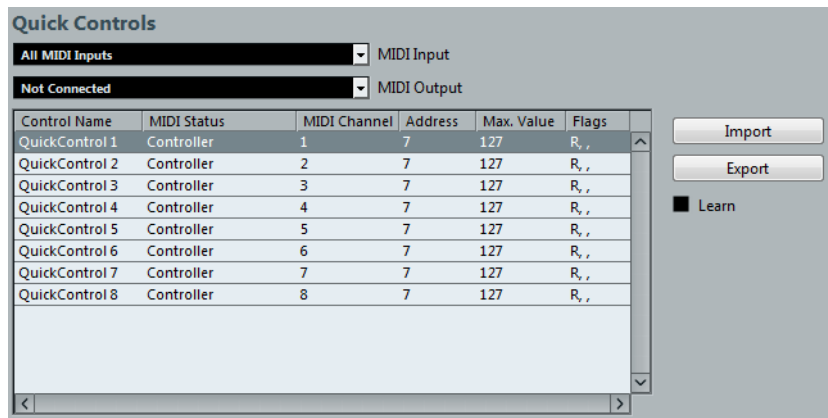 Quick Controls
All MIDI Inputs MIDI Input
Not Connected MIDI Output
Control Name MIDI Status MIDI Channel Address Max. Value Flags
QuickControl 1 Controller 1 7 127 R, ,
QuickControl 2 Controller 2 7 127 R, ,
QuickControl 3 Controller 3 7 127 R, ,
QuickControl 4 Controller 4 7 127 R, ,
QuickControl 5 Controller 5 7 127 R, ,
QuickControl 6 Controller 6 7 127 R, ,
QuickControl 7 Controller 7 7 127 R, ,
QuickControl 8 Controller 8 7 127 R, ,
Import
Export
Learn